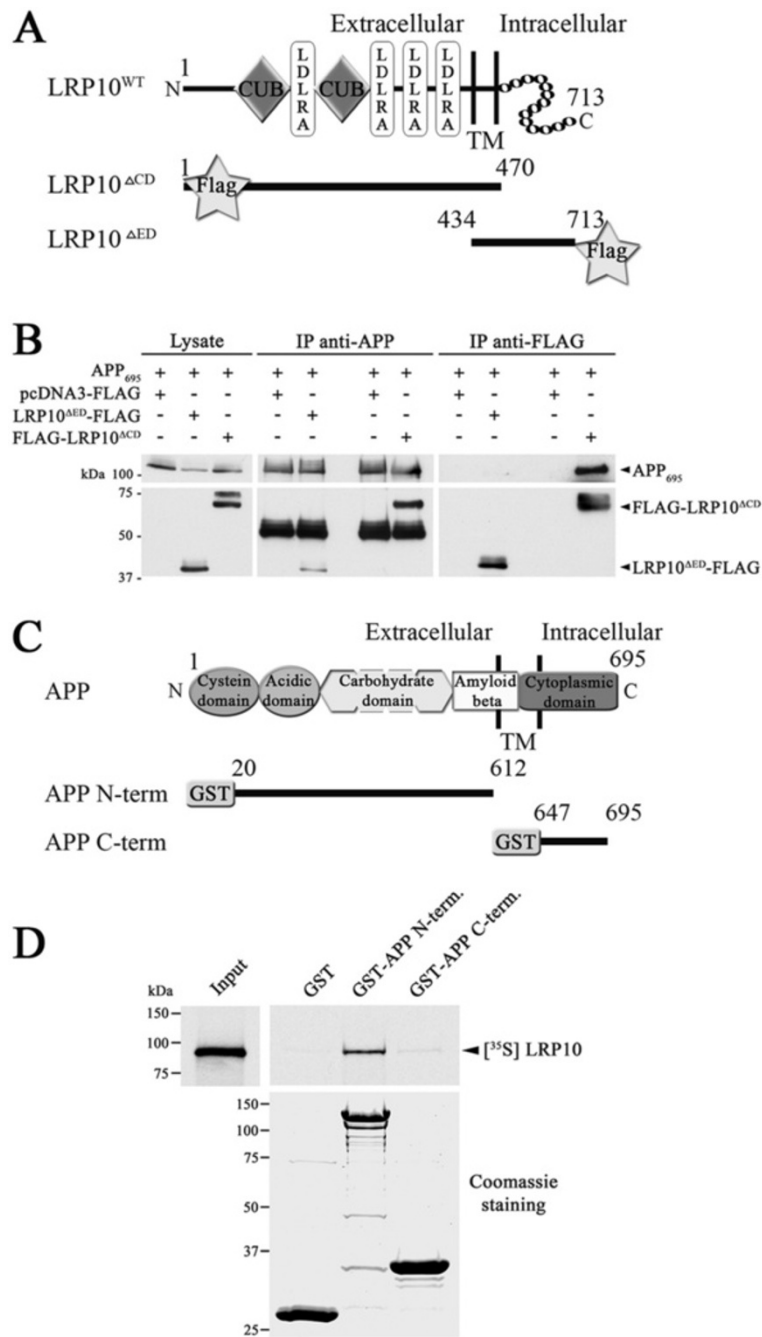 A
Extracellular Intracellular
1
LRP10WT N CUB LDLRA CUB LDLRA LDLRA LDLRA 713 C
TM
1 470
LRP10ΔCD Flag
434 713
LRP10ΔED Flag
B
Lysate IP anti-APP IP anti-FLAG
APP695 + + + + + + + + + + +
pcDNA3-FLAG + - - + - + - + - + -
LRP10ΔED-FLAG - + - - + - - - + - -
FLAG-LRP10ΔCD - - + - - - + - - - +
kDa 100 - APP695
75 -
FLAG-LRP10ΔCD
50 -
LRP10ΔED-FLAG
37 -
C
Extracellular Intracellular
1 695
APP N Cystein domain Acidic domain Carbohydrate domain Amyloid beta Cytoplasmic domain C
TM
20 612
APP N-term GST
647 695
APP C-term GST
D
Input GST GST-APP N-term. GST-APP C-term.
kDa
150
100
[35S] LRP10
75
150
100
75
Coomassie
staining
50
37
25